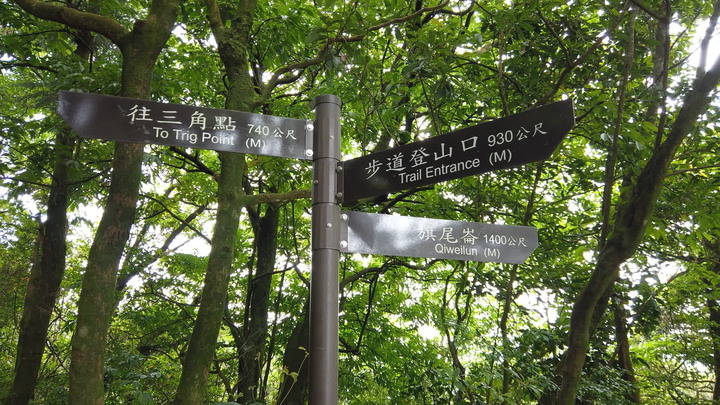 往三角點 740公尺
To Trig Point (M)
步道登山口 930公尺
Trail Entrance (M)
旗尾崙 1400公尺
Qiweilun (M)